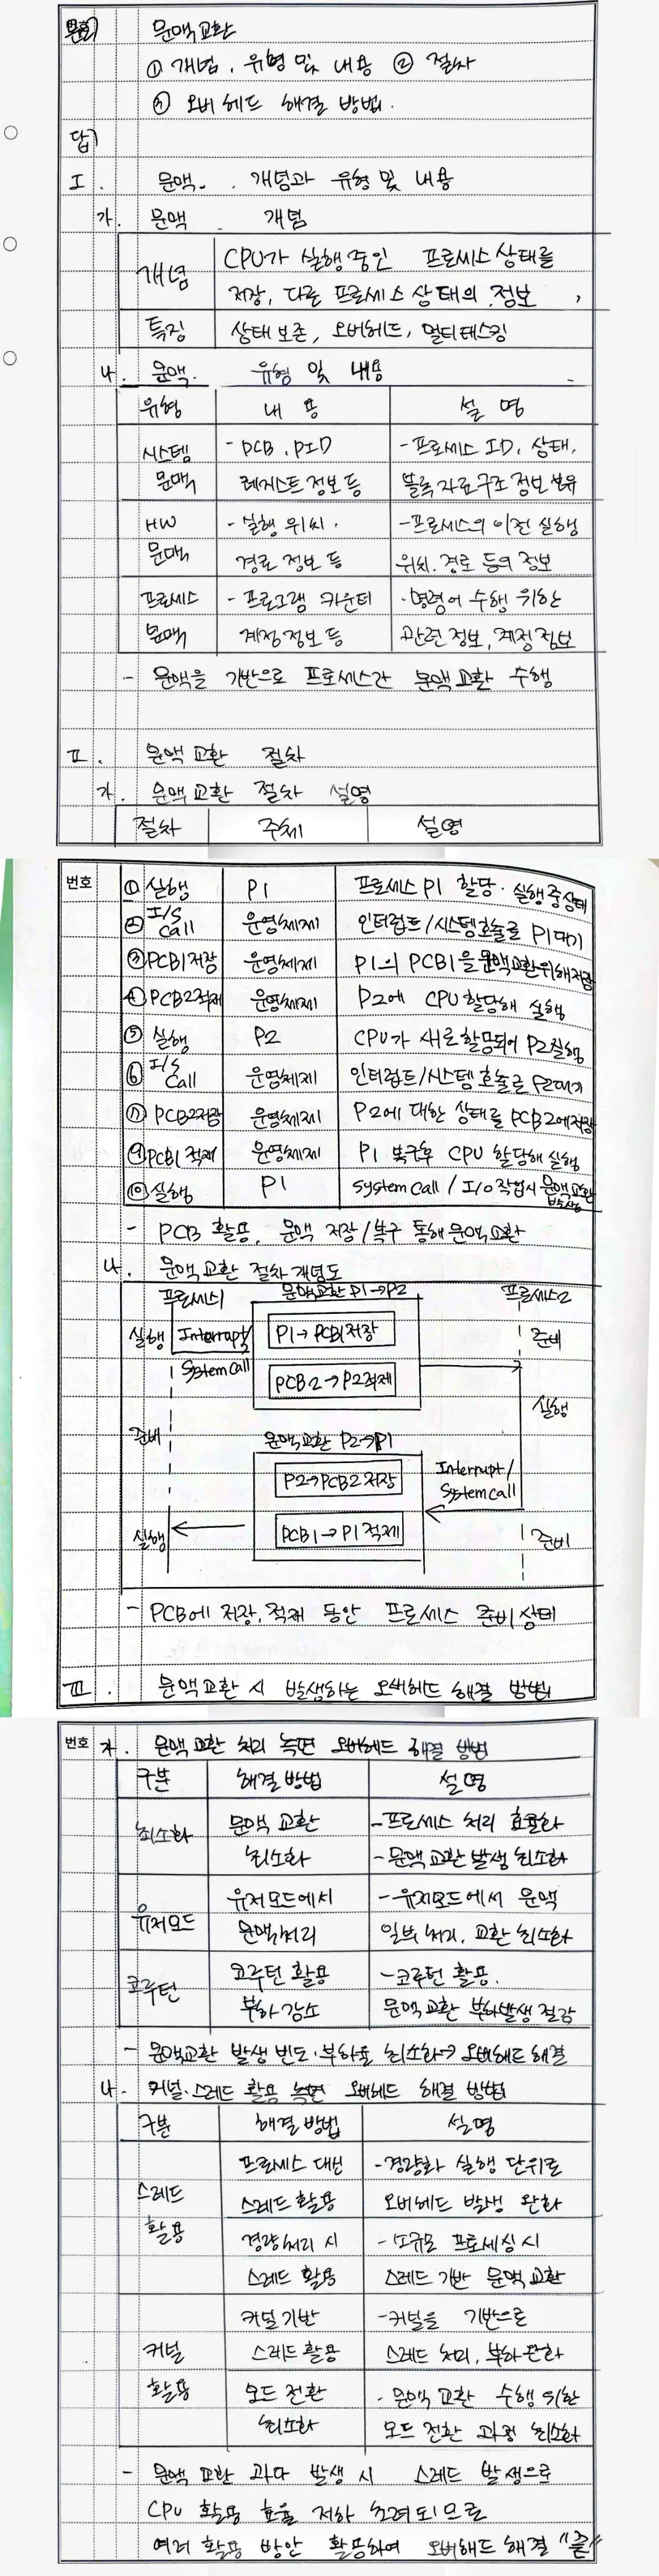 문제) 문맥교환
① 개념, 유형 및 내용 ② 절차
③ 오버헤드 해결 방법.
답)
I. 문맥 개념과 유형 및 내용
가. 문맥 개념
개념 CPU가 실행 중인 프로세스 상태를
저장, 다른 프로세스 상태의 정보
특징 상태보존, 오버헤드, 멀티태스킹
나. 문맥 유형 및 내용
유형 내용 설명
시스템 - PCB, PID - 프로세스 ID, 상태,
문맥 레지스트 정보 등 블록 자료구조 정보 보유
HW - 실행 위치, - 프로세스의 이전 실행
문맥 경로 정보 등 위치, 경로 등의 정보
프로세스 - 프로그램 카운터 - 명령어 수행 위한
문맥 계정정보 등 관련 정보, 계정 정보
- 문맥을 기반으로 프로세스간 문맥교환 수행
II. 문맥교환 절차
가. 문맥교환 절차 설명
절차 주체 설명
번호 ① 실행 P1 프로세스 P1 할당·실행중상태
② I/S Call 운영체제 인터럽트/시스템호출로 P1대기
③ PCB1저장 운영체제 P1의 PCB1을 문맥교환위해저장
④ PCB2적재 운영체제 P2에 CPU할당해 실행
⑤ 실행 P2 CPU가 새로할당되어 P2실행
⑥ I/S Call 운영체제 인터럽트/시스템호출로 P2대기
PCB2저장 운영체제 P2에 대한 상태를 PCB2에저장
PCB1적재 운영체제 P1 복구후 CPU 할당해 실행
⑩ 실행 P1 system call / I/O작업시 문맥교환 발생
- PCB 활용, 문맥 저장/복구 통해 문맥교환
나. 문맥교환 절차 개념도
프로세스1 문맥교환 P1→P2 프로세스2
실행 Interrupt/ P1→PCB1저장 준비
System call PCB2→P2적재
실행
준비 문맥교환 P2→P1
P2→PCB2저장 Interrupt/
System call
실행 PCB1→P1적재 준비
- PCB에 저장, 적재 동안 프로세스 준비상태
III. 문맥교환 시 발생하는 오버헤드 해결 방법
번호 가. 문맥교환 처리 측면 오버헤드 해결 방법
구분 해결방법 설명
최소화 문맥 교환 - 프로세스 처리 효율화
최소화 - 문맥교환 발생 최소화
유저모드 유저모드에서 - 유저모드에서 문맥
문맥처리 일부 처리, 교환 최소화
코루틴 코루틴 활용 - 코루틴 활용,
부하 감소 문맥교환 부하발생 절감
- 문맥교환 발생 빈도·부하율 최소화→오버헤드 해결
나. 커널·스레드 활용 측면 오버헤드 해결 방법
구분 해결방법 설명
스레드 프로세스 대신 - 경량화 실행 단위로
활용 스레드 활용 오버헤드 발생 완화
경량처리 시 - 소규모 프로세싱 시
스레드 활용 스레드 기반 문맥교환
커널 커널기반 - 커널을 기반으로
활용 스레드 활용 스레드 처리, 부하 완화
모드 전환 - 문맥 교환 수행 위한
최소화 모드 전환 과정 최소화
- 문맥 교환 과다 발생 시 스레드 발생으로
CPU 활용 효율 저하 초래되므로
여러 활용 방안 활용하여 오버헤드 해결 "끝"